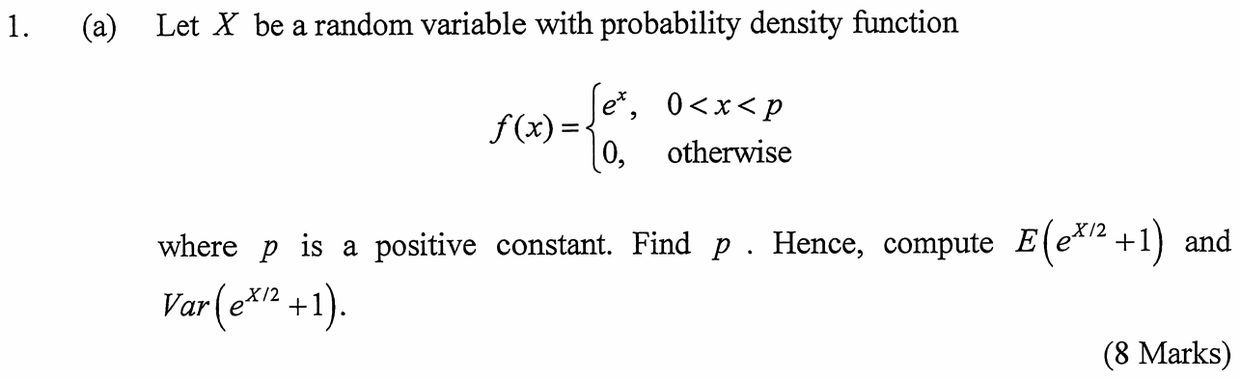 1. (a) Let X be a random variable with probability density function
f(x) = { e^x, 0 < x < p
0, otherwise
where p is a positive constant. Find p . Hence, compute E(e^{X/2} + 1) and
Var(e^{X/2} + 1).
(8 Marks)